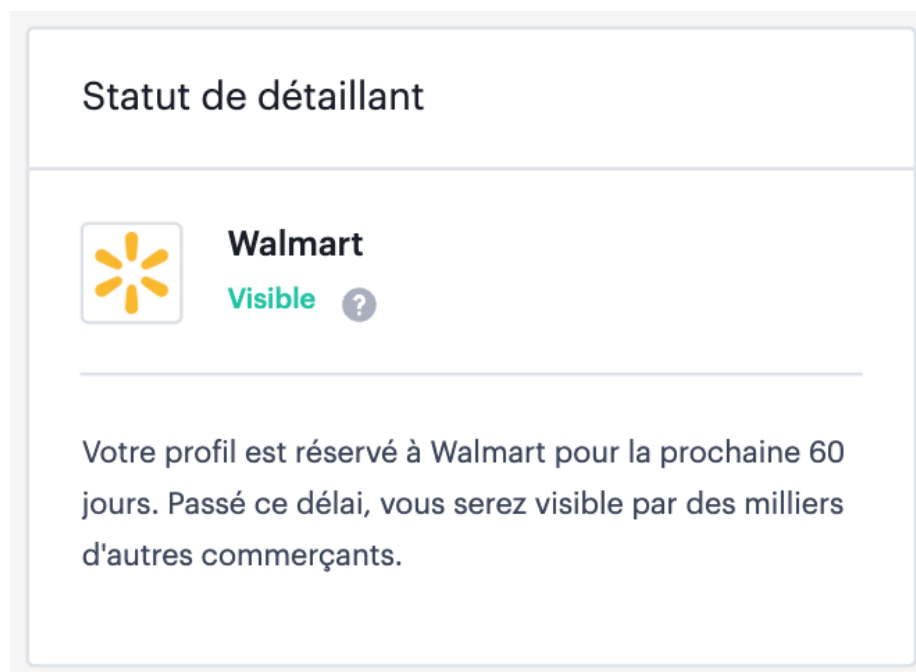 Statut de détaillant
Walmart
Visible ?
Votre profil est réservé à Walmart pour la prochaine 60
jours. Passé ce délai, vous serez visible par des milliers
d'autres commerçants.